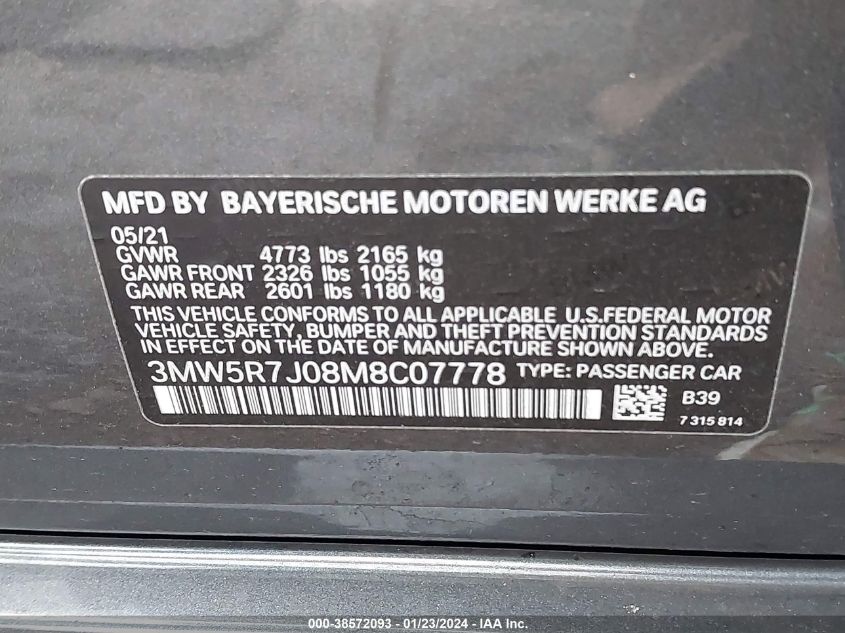 MFD BY BAYERISCHE MOTOREN WERKE AG
05/21
GVWR 4773 lbs 2165 kg
GAWR FRONT 2326 lbs 1055 kg
GAWR REAR 2601 lbs 1180 kg
THIS VEHICLE CONFORMS TO ALL APPLICABLE U.S.FEDERAL MOTOR
VEHICLE SAFETY, BUMPER AND THEFT PREVENTION STANDARDS
IN EFFECT ON THE DATE OF MANUFACTURE SHOWN ABOVE.
3MW5R7J08M8C07778 TYPE: PASSENGER CAR
B39
7 315 814
000-38572093 - 01/23/2024 - IAA Inc.